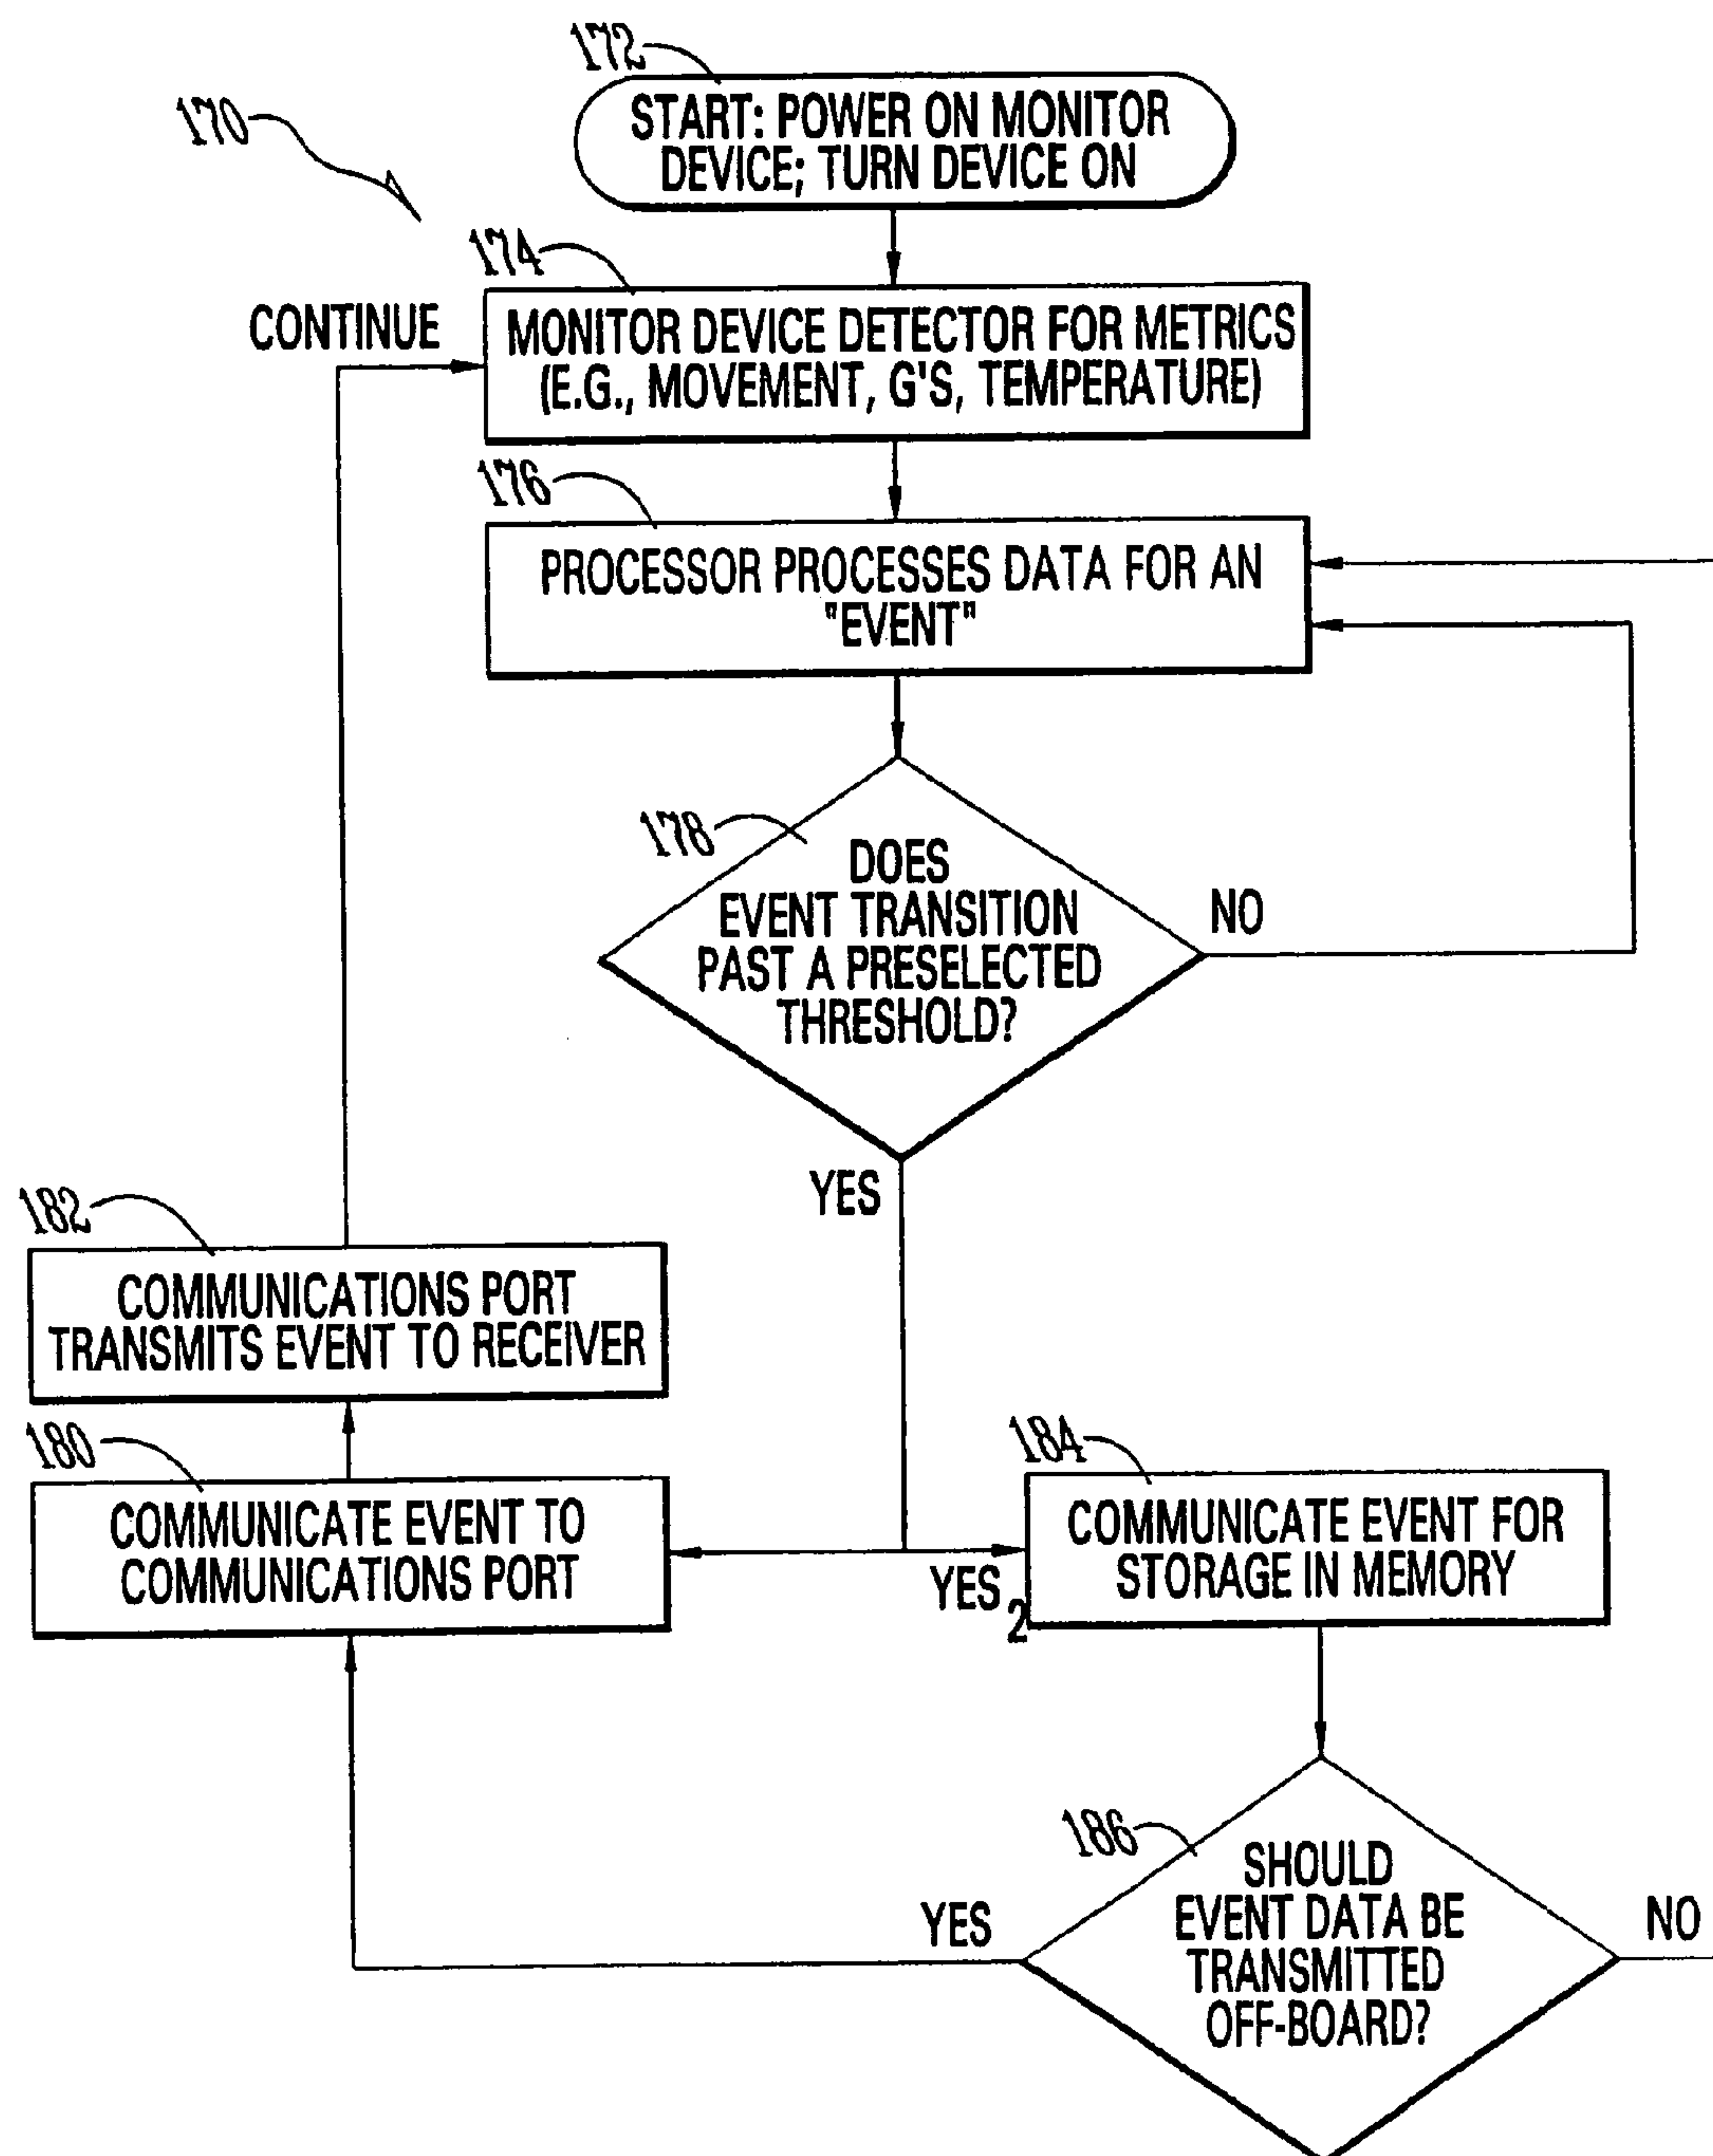 172
START: POWER ON MONITOR
DEVICE; TURN DEVICE ON
170
174
CONTINUE
MONITOR DEVICE DETECTOR FOR METRICS
(E.G., MOVEMENT, G'S, TEMPERATURE)
176
PROCESSOR PROCESSES DATA FOR AN
"EVENT"
178
DOES
EVENT TRANSITION
PAST A PRESELECTED
THRESHOLD?
NO
YES
182
COMMUNICATIONS PORT
TRANSMITS EVENT TO RECEIVER
180
COMMUNICATE EVENT TO
COMMUNICATIONS PORT
184
COMMUNICATE EVENT FOR
STORAGE IN MEMORY
YES 2
186
SHOULD
EVENT DATA BE
TRANSMITTED
OFF-BOARD?
YES
NO